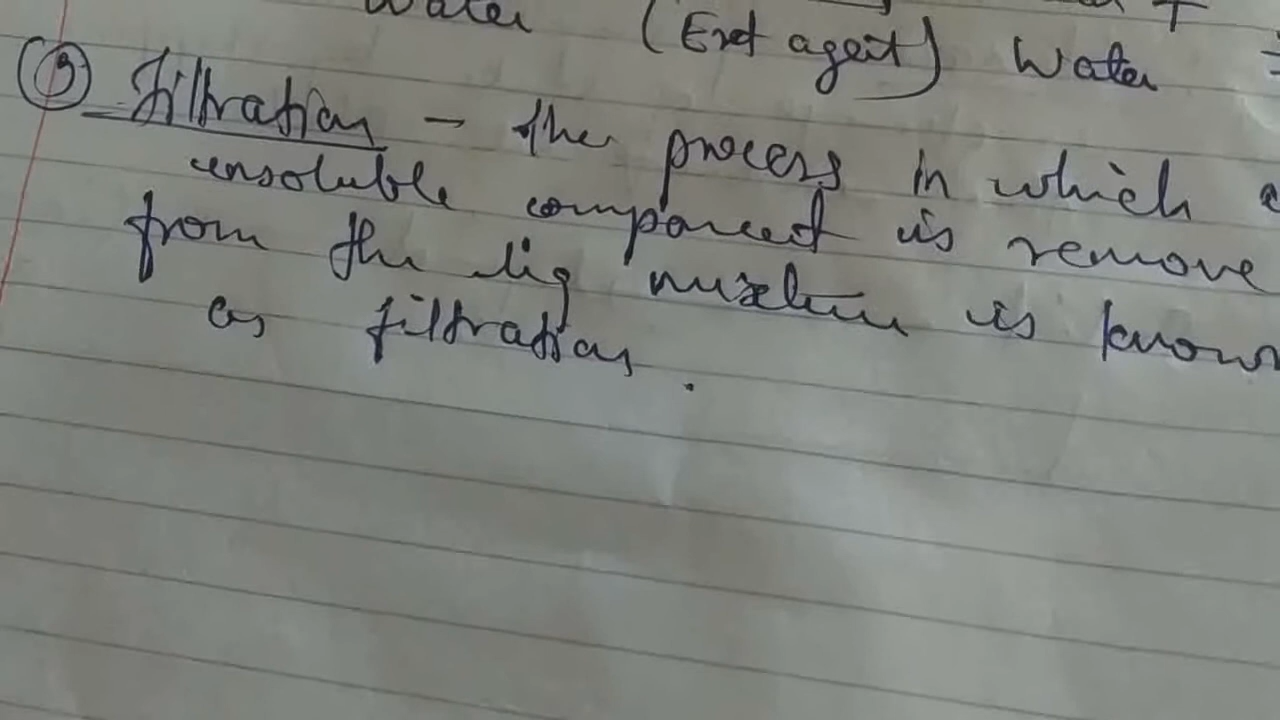 Water (Ext agent) Water
(3) Filtration - the process in which
insoluble component is remove
from the liq mixture is known
as filtration.